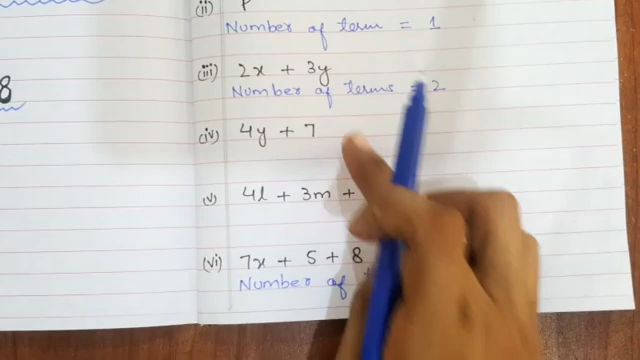 8
(ii) P
Number of term = 1
(iii) 2x + 3y
Number of terms = 2
(iv) 4y + 7
(v) 4l + 3m +
(vi) 7x + 5 + 8
Number of